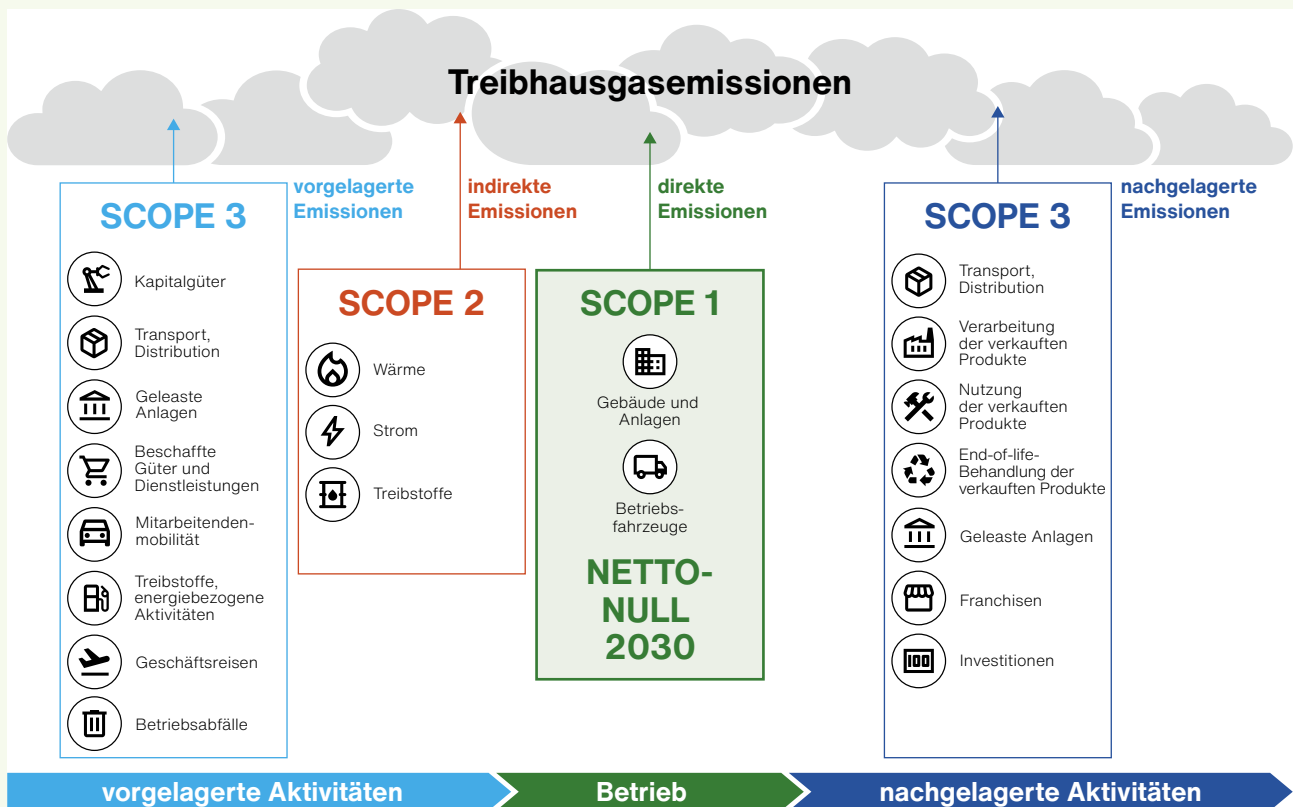 Treibhausgasemissionen
vorgelagerte
Emissionen
SCOPE 3
Kapitalgüter
Transport,
Distribution
Geleaste
Anlagen
Beschaffte
Güter und
Dienstleistungen
Mitarbeitenden-
mobilität
Treibstoffe,
energiebezogene
Aktivitäten
Geschäftsreisen
Betriebsabfälle
indirekte
Emissionen
SCOPE 2
Wärme
Strom
Treibstoffe
direkte
Emissionen
SCOPE 1
Gebäude und
Anlagen
Betriebs-
fahrzeuge
NETTO-
NULL
2030
nachgelagerte
Emissionen
SCOPE 3
Transport,
Distribution
Verarbeitung
der verkauften
Produkte
Nutzung
der verkauften
Produkte
End-of-life-
Behandlung der
verkauften Produkte
Geleaste Anlagen
Franchisen
100
Investitionen
vorgelagerte Aktivitäten
Betrieb
nachgelagerte Aktivitäten